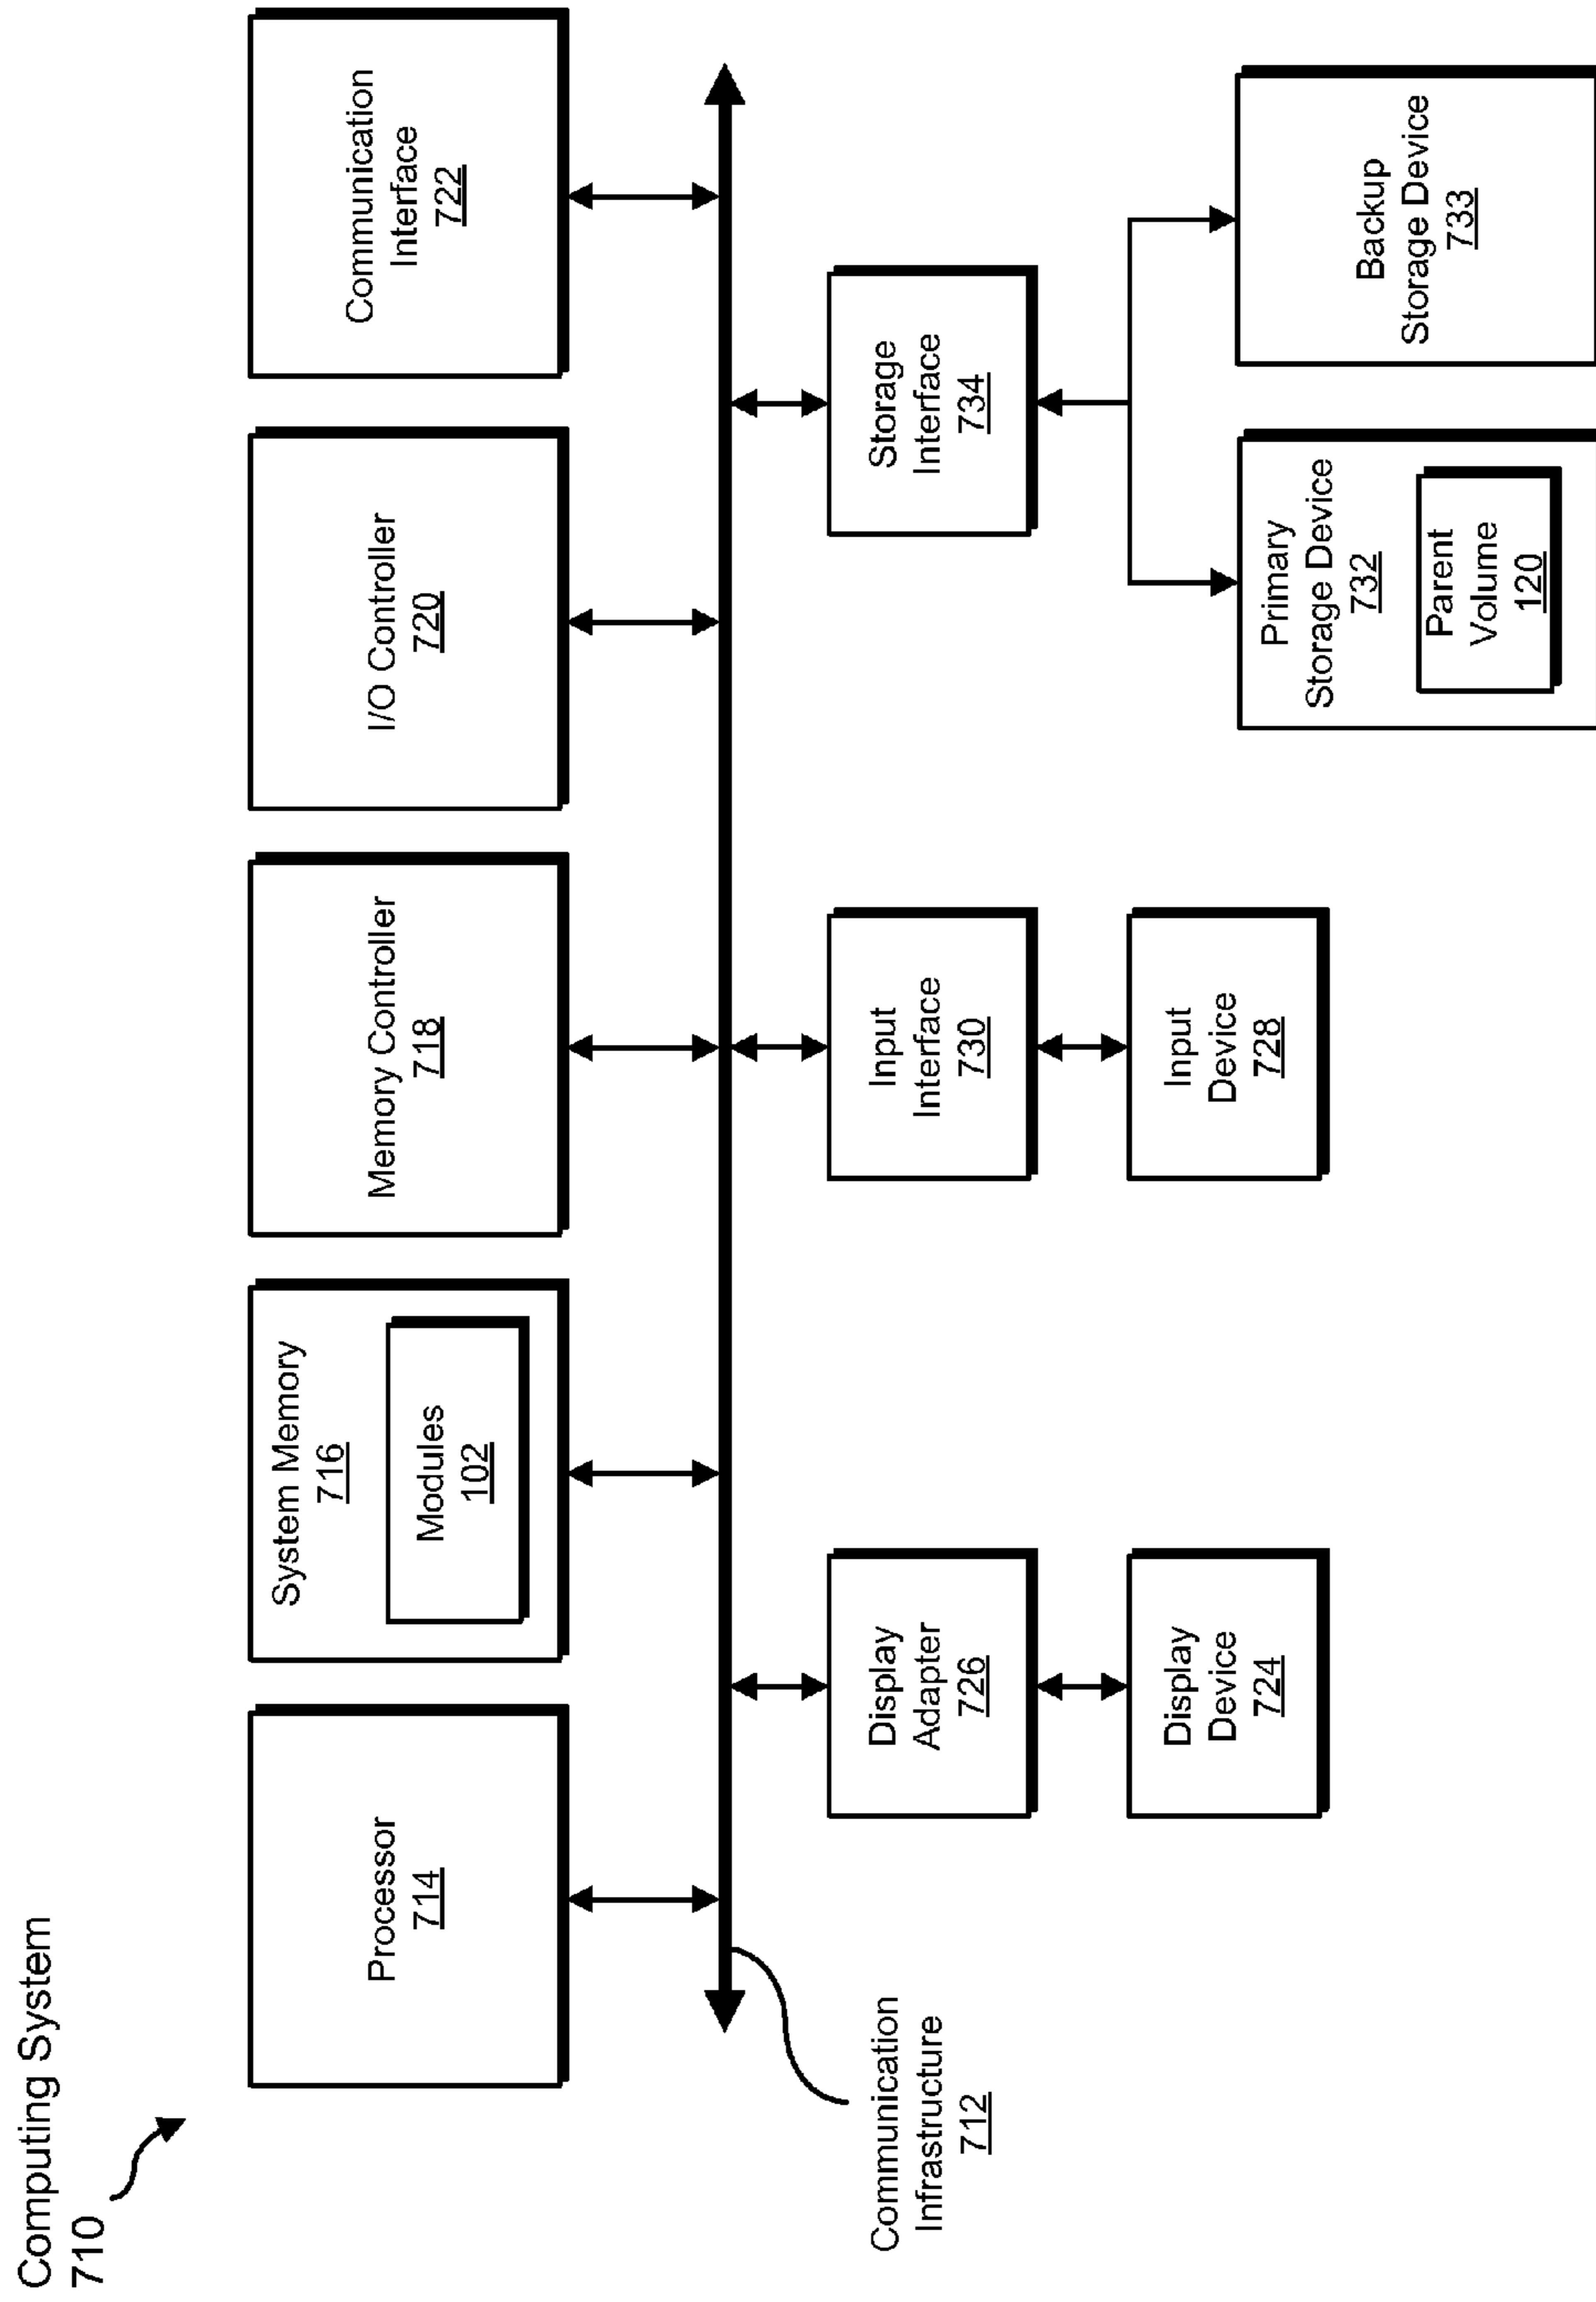 Computing System
710
Processor
714
System Memory
716
Modules
102
Memory Controller
718
I/O Controller
720
Communication
Interface
722
Communication
Infrastructure
712
Display
Adapter
726
Input
Interface
730
Storage
Interface
734
Display
Device
724
Input
Device
728
Primary
Storage Device
732
Parent
Volume
120
Backup
Storage Device
733